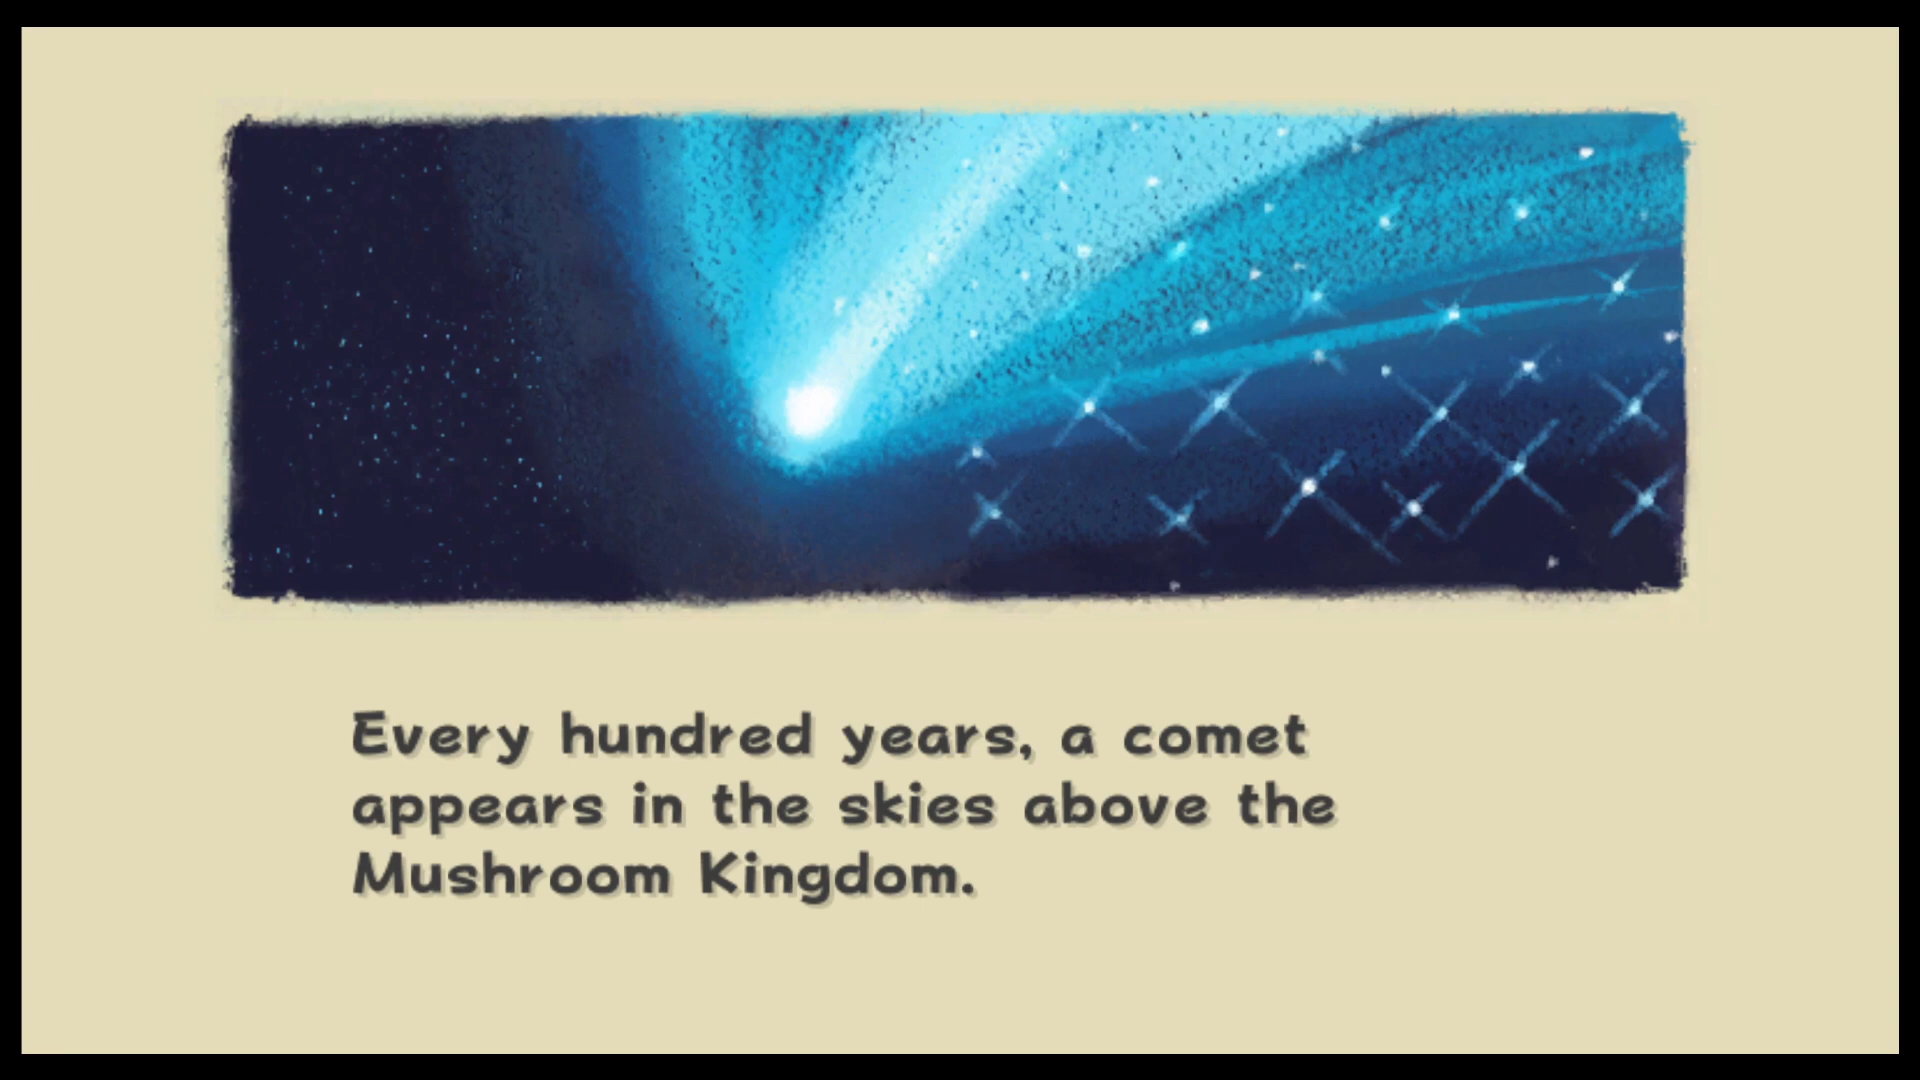 Every hundred years, a comet
appears in the skies above the
Mushroom Kingdom.